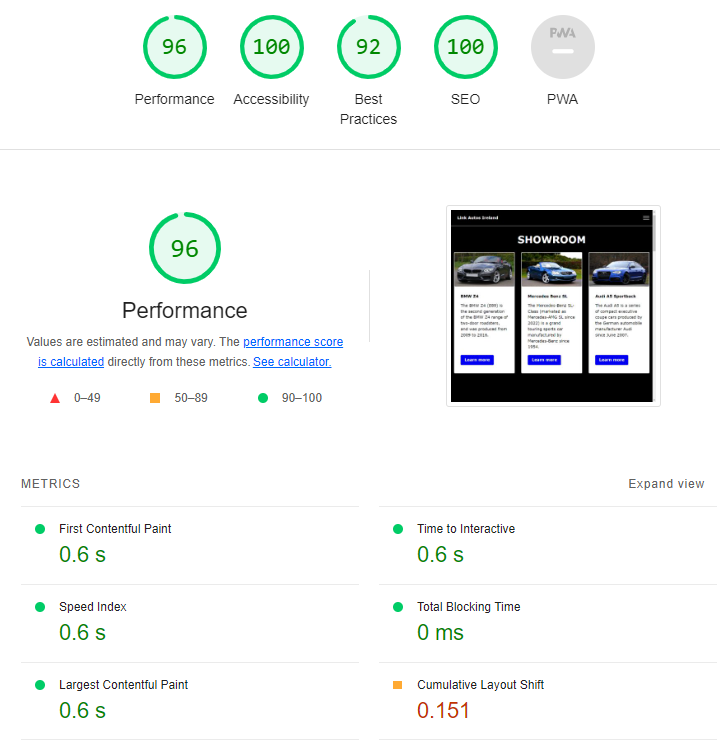 96 100 92 100 PWA
Performance Accessibility Best Practices SEO PWA
96
Performance
Values are estimated and may vary. The performance score
is calculated directly from these metrics. See calculator.
0–49 50–89 90–100
Link Autos Ireland
SHOWROOM
BMW Z4
The BMW Z4 (E89) is
the second generation
of the BMW Z4 range of
two-door roadsters,
and was produced from
2009 to 2016.
Learn more
Mercedes Benz SL
The Mercedes-Benz SL-
Class (marketed as
Mercedes-AMG SL since
2022) is a grand
touring sports car
manufactured by
Mercedes-Benz since
1954.
Learn more
Audi A5 Sportback
The Audi A5 is a series
of compact executive
coupe cars produced by
the German automobile
manufacturer Audi
since June 2007.
Learn more
METRICS Expand view
First Contentful Paint
0.6 s
Time to Interactive
0.6 s
Speed Index
0.6 s
Total Blocking Time
0 ms
Largest Contentful Paint
0.6 s
Cumulative Layout Shift
0.151